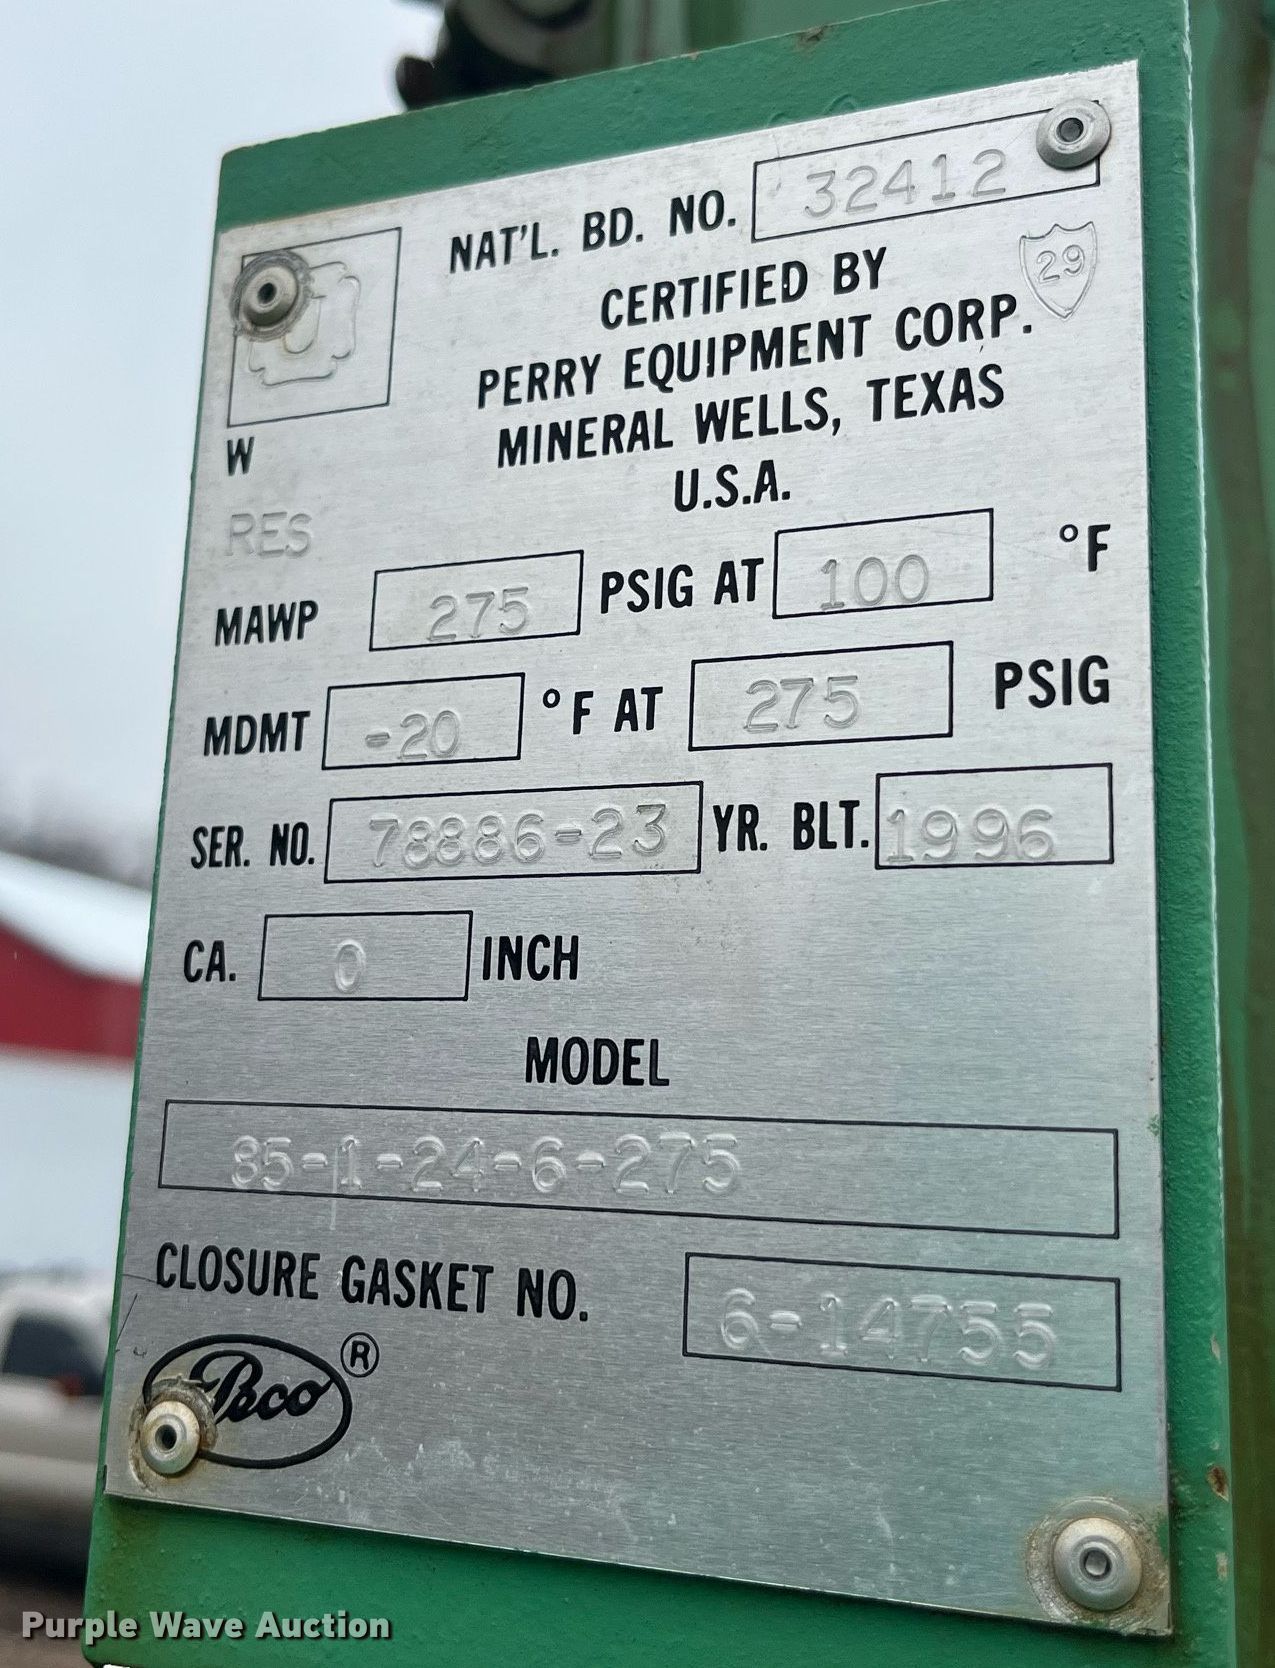 NAT'L. BD. NO. 32412
29
U
CERTIFIED BY
PERRY EQUIPMENT CORP.
MINERAL WELLS, TEXAS
U.S.A.
W
RES
MAWP 275 PSIG AT 100 °F
MDMT -20 °F AT 275 PSIG
SER. NO. 78886-23 YR. BLT. 1996
CA. 0 INCH
MODEL
85-1-24-6-275
CLOSURE GASKET NO. 6-14755
Peco ®
Purple Wave Auction